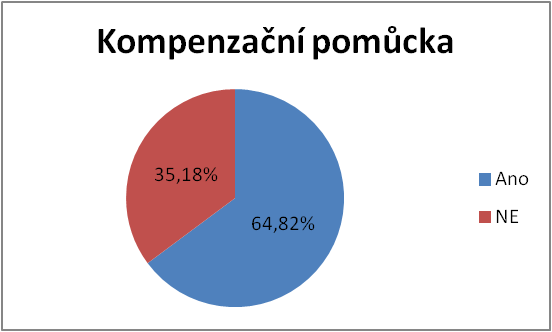 Kompenzační pomůcka
35,18%
64,82%
Ano
NE